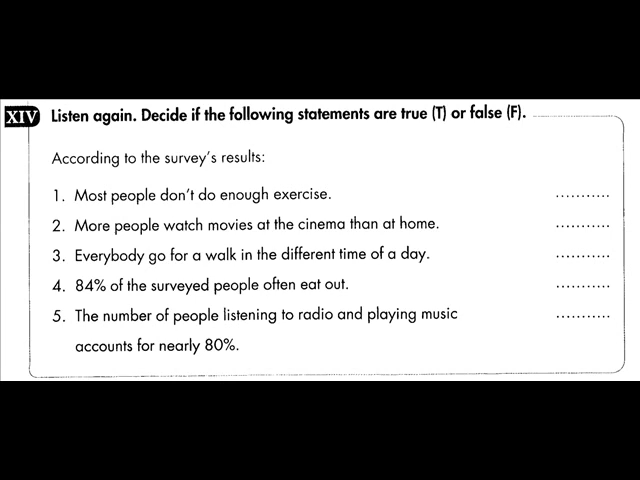 XIV Listen again. Decide if the following statements are true (T) or false (F).
According to the survey's results:
1. Most people don't do enough exercise. ...........
2. More people watch movies at the cinema than at home. ...........
3. Everybody go for a walk in the different time of a day. ...........
4. 84% of the surveyed people often eat out. ...........
5. The number of people listening to radio and playing music ...........
accounts for nearly 80%.